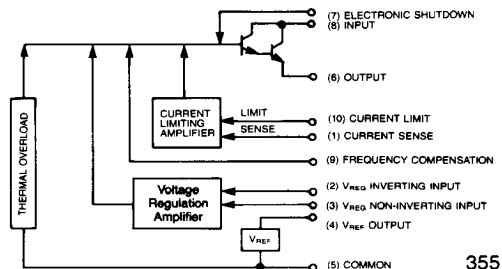 (7) ELECTRONIC SHUTDOWN
(8) INPUT
(6) OUTPUT
THERMAL OVERLOAD
CURRENT
LIMITING
AMPLIFIER
LIMIT
SENSE
(10) CURRENT LIMIT
(1) CURRENT SENSE
(9) FREQUENCY COMPENSATION
Voltage
Regulation
Amplifier
(2) VREG INVERTING INPUT
(3) VREG NON-INVERTING INPUT
(4) VREF OUTPUT
VREF
(5) COMMON
355